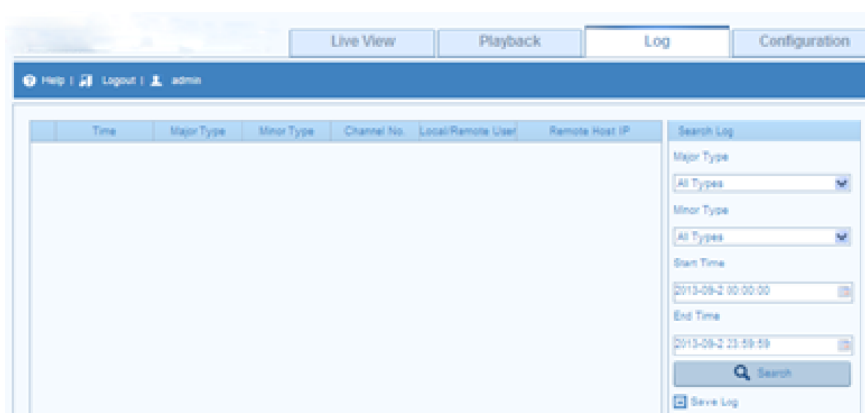 Live View Playback Log Configuration
Help | Logout | admin
Time Major Type Minor Type Channel No. Local/Remote User Remote Host IP
Search Log
Major Type
All Types
Minor Type
All Types
Start Time
2013-09-2 00:00:00
End Time
2013-09-2 23:59:59
Search
Save Log